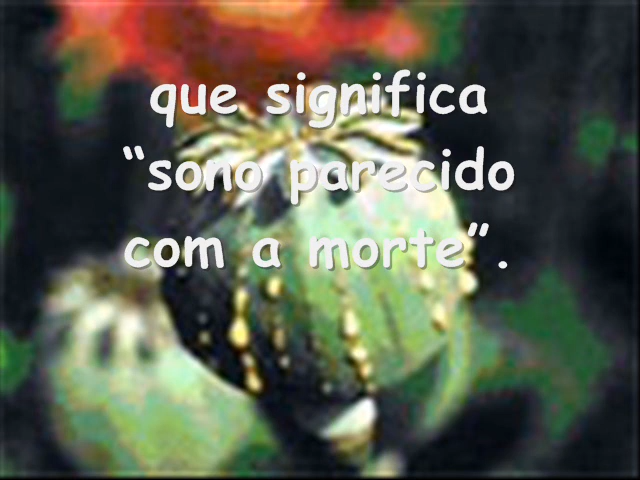 que significa
“sono parecido
com a morte”.